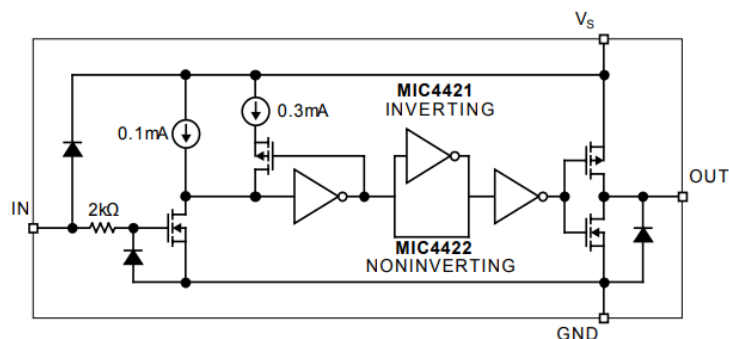 VS
MIC4421
INVERTING
0.3mA
0.1mA
OUT
IN
2kΩ
MIC4422
NONINVERTING
GND